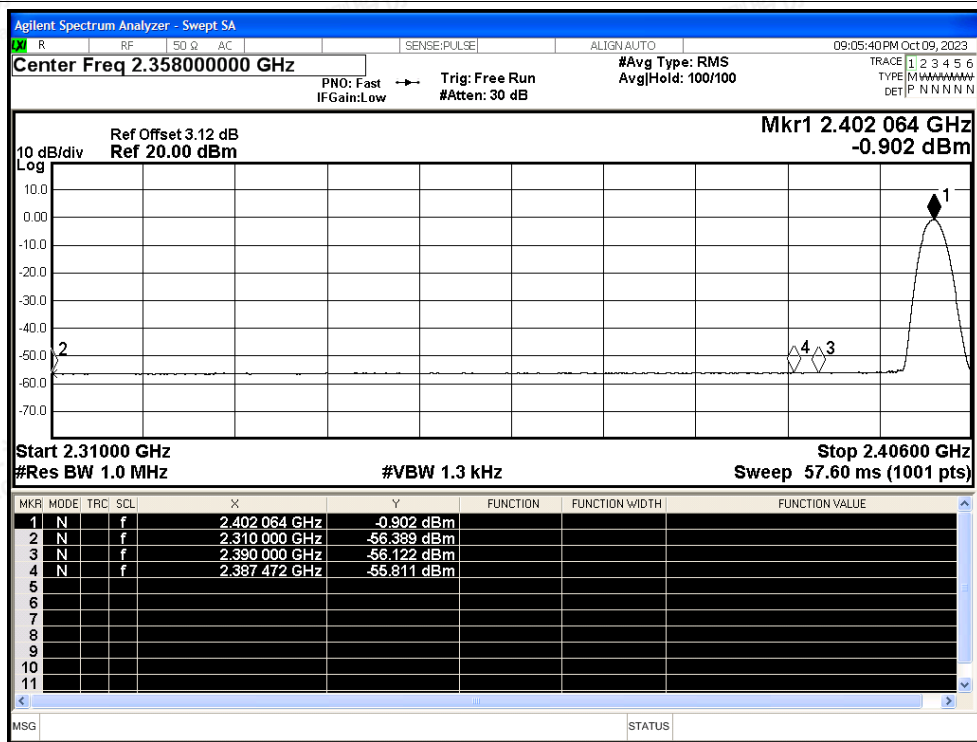 Agilent Spectrum Analyzer - Swept SA
LXI R RF 50 Ω AC SENSE:PULSE ALIGN AUTO 09:05:40 PM Oct 09, 2023
Center Freq 2.358000000 GHz
PNO: Fast
IFGain:Low
Trig: Free Run
#Atten: 30 dB
#Avg Type: RMS
Avg|Hold: 100/100
TRACE 1 2 3 4 5 6
TYPE M WWWWW
DET P N N N N N
Ref Offset 3.12 dB
10 dB/div Ref 20.00 dBm
Log
Mkr1 2.402 064 GHz
-0.902 dBm
10.0
0.00
-10.0
-20.0
-30.0
-40.0
-50.0
-60.0
-70.0
1
2
4 3
Start 2.31000 GHz Stop 2.40600 GHz
#Res BW 1.0 MHz #VBW 1.3 kHz Sweep 57.60 ms (1001 pts)
MKR MODE TRC SCL X Y FUNCTION FUNCTION WIDTH FUNCTION VALUE
1 N f 2.402 064 GHz -0.902 dBm
2 N f 2.310 000 GHz -56.389 dBm
3 N f 2.390 000 GHz -56.122 dBm
4 N f 2.387 472 GHz -55.811 dBm
5
6
7
8
9
10
11
MSG STATUS